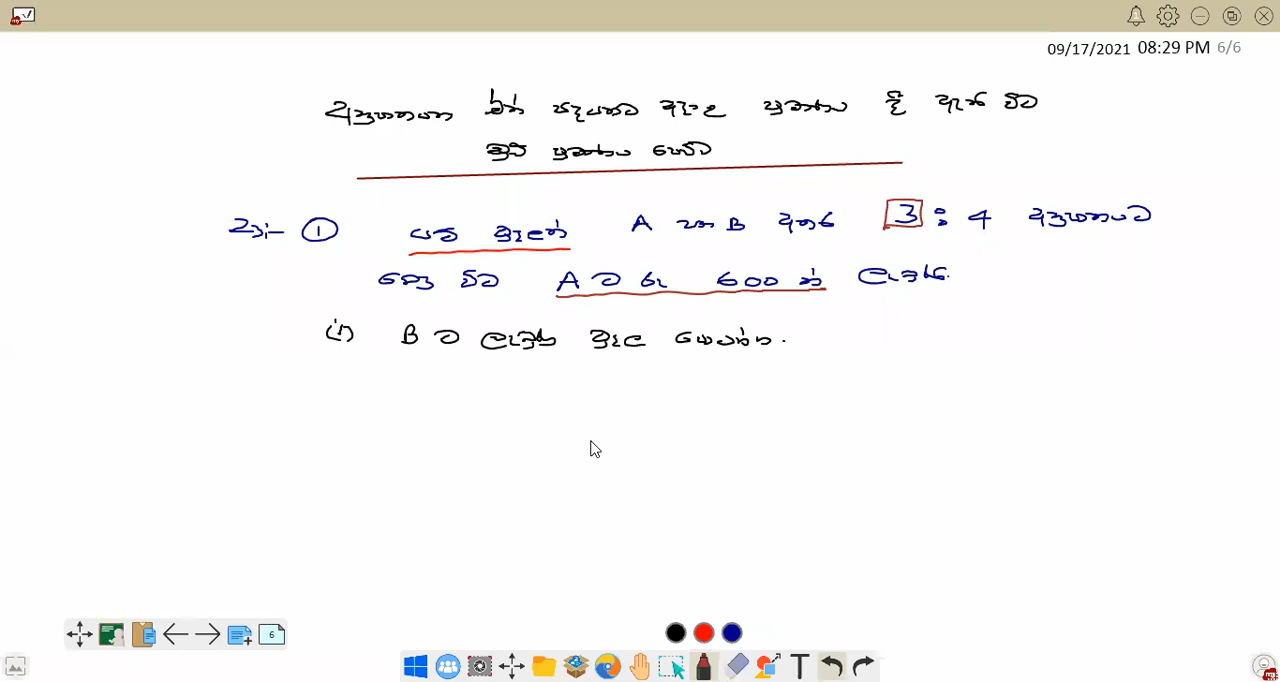 09/17/2021 08:29 PM 6/6
අනුපාතයක එක් පදයකට අදාළ ප්‍රමාණය දී ඇති විට
මුළු ප්‍රමාණය සෙවීම
උදා:- ① යම් මුදලක් A හා B අතර 3 : 4 අනුපාතයට
බෙදූ විට A ට රු 600 ක් ලැබුණි.
(i) B ට ලැබුණු මුදල සොයන්න.
6